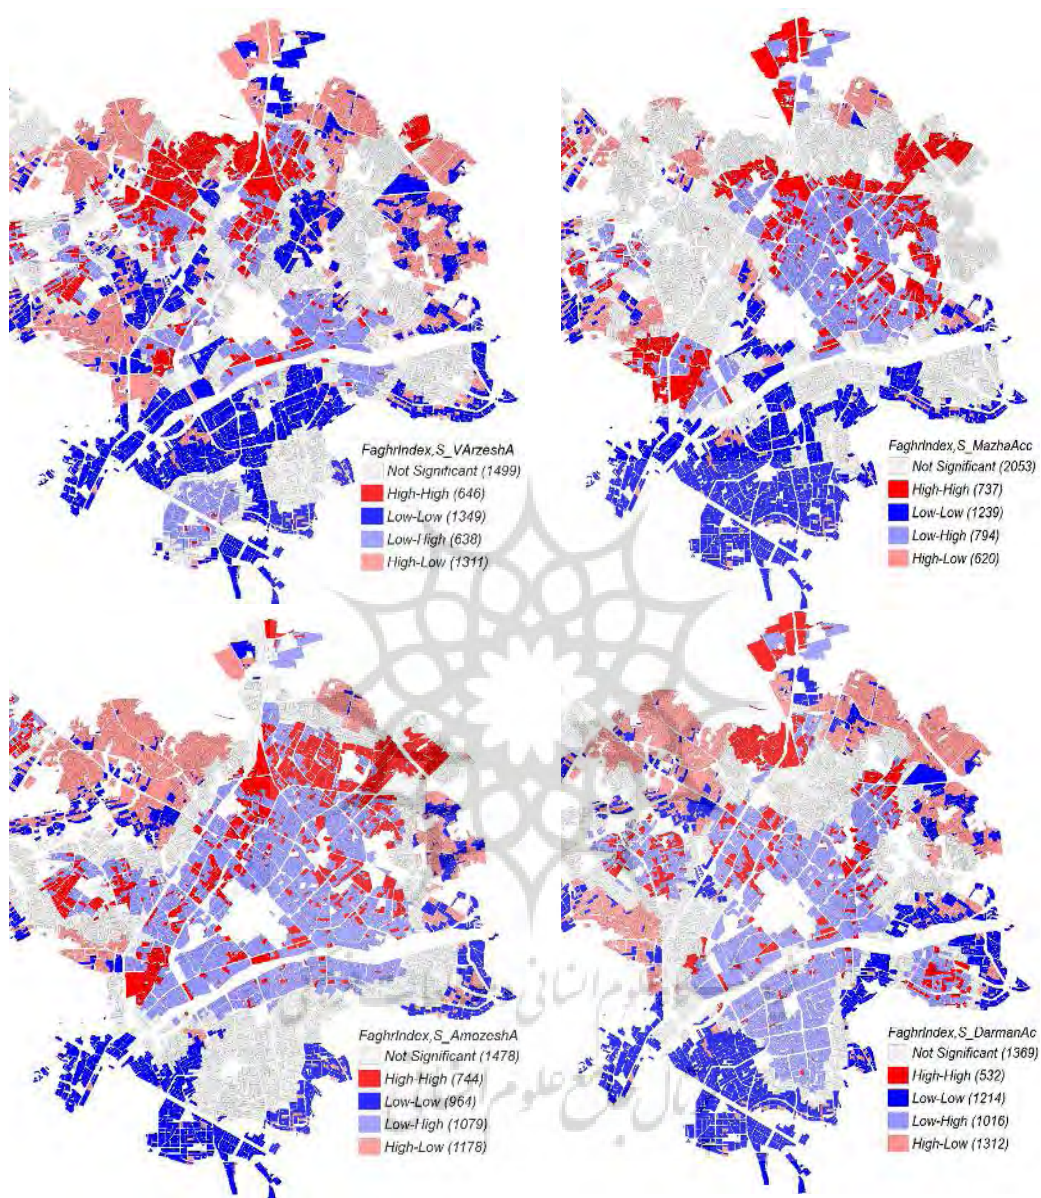 FaghrIndex,S_VArzeshA
Not Significant (1499)
High-High (646)
Low-Low (1349)
Low-High (638)
High-Low (1311)
FaghrIndex,S_MazhaAcc
Not Significant (2053)
High-High (737)
Low-Low (1239)
Low-High (794)
High-Low (620)
FaghrIndex,S_AmozeshA
Not Significant (1478)
High-High (744)
Low-Low (964)
Low-High (1079)
High-Low (1178)
FaghrIndex,S_DarmanAc
Not Significant (1369)
High-High (532)
Low-Low (1214)
Low-High (1016)
High-Low (1312)